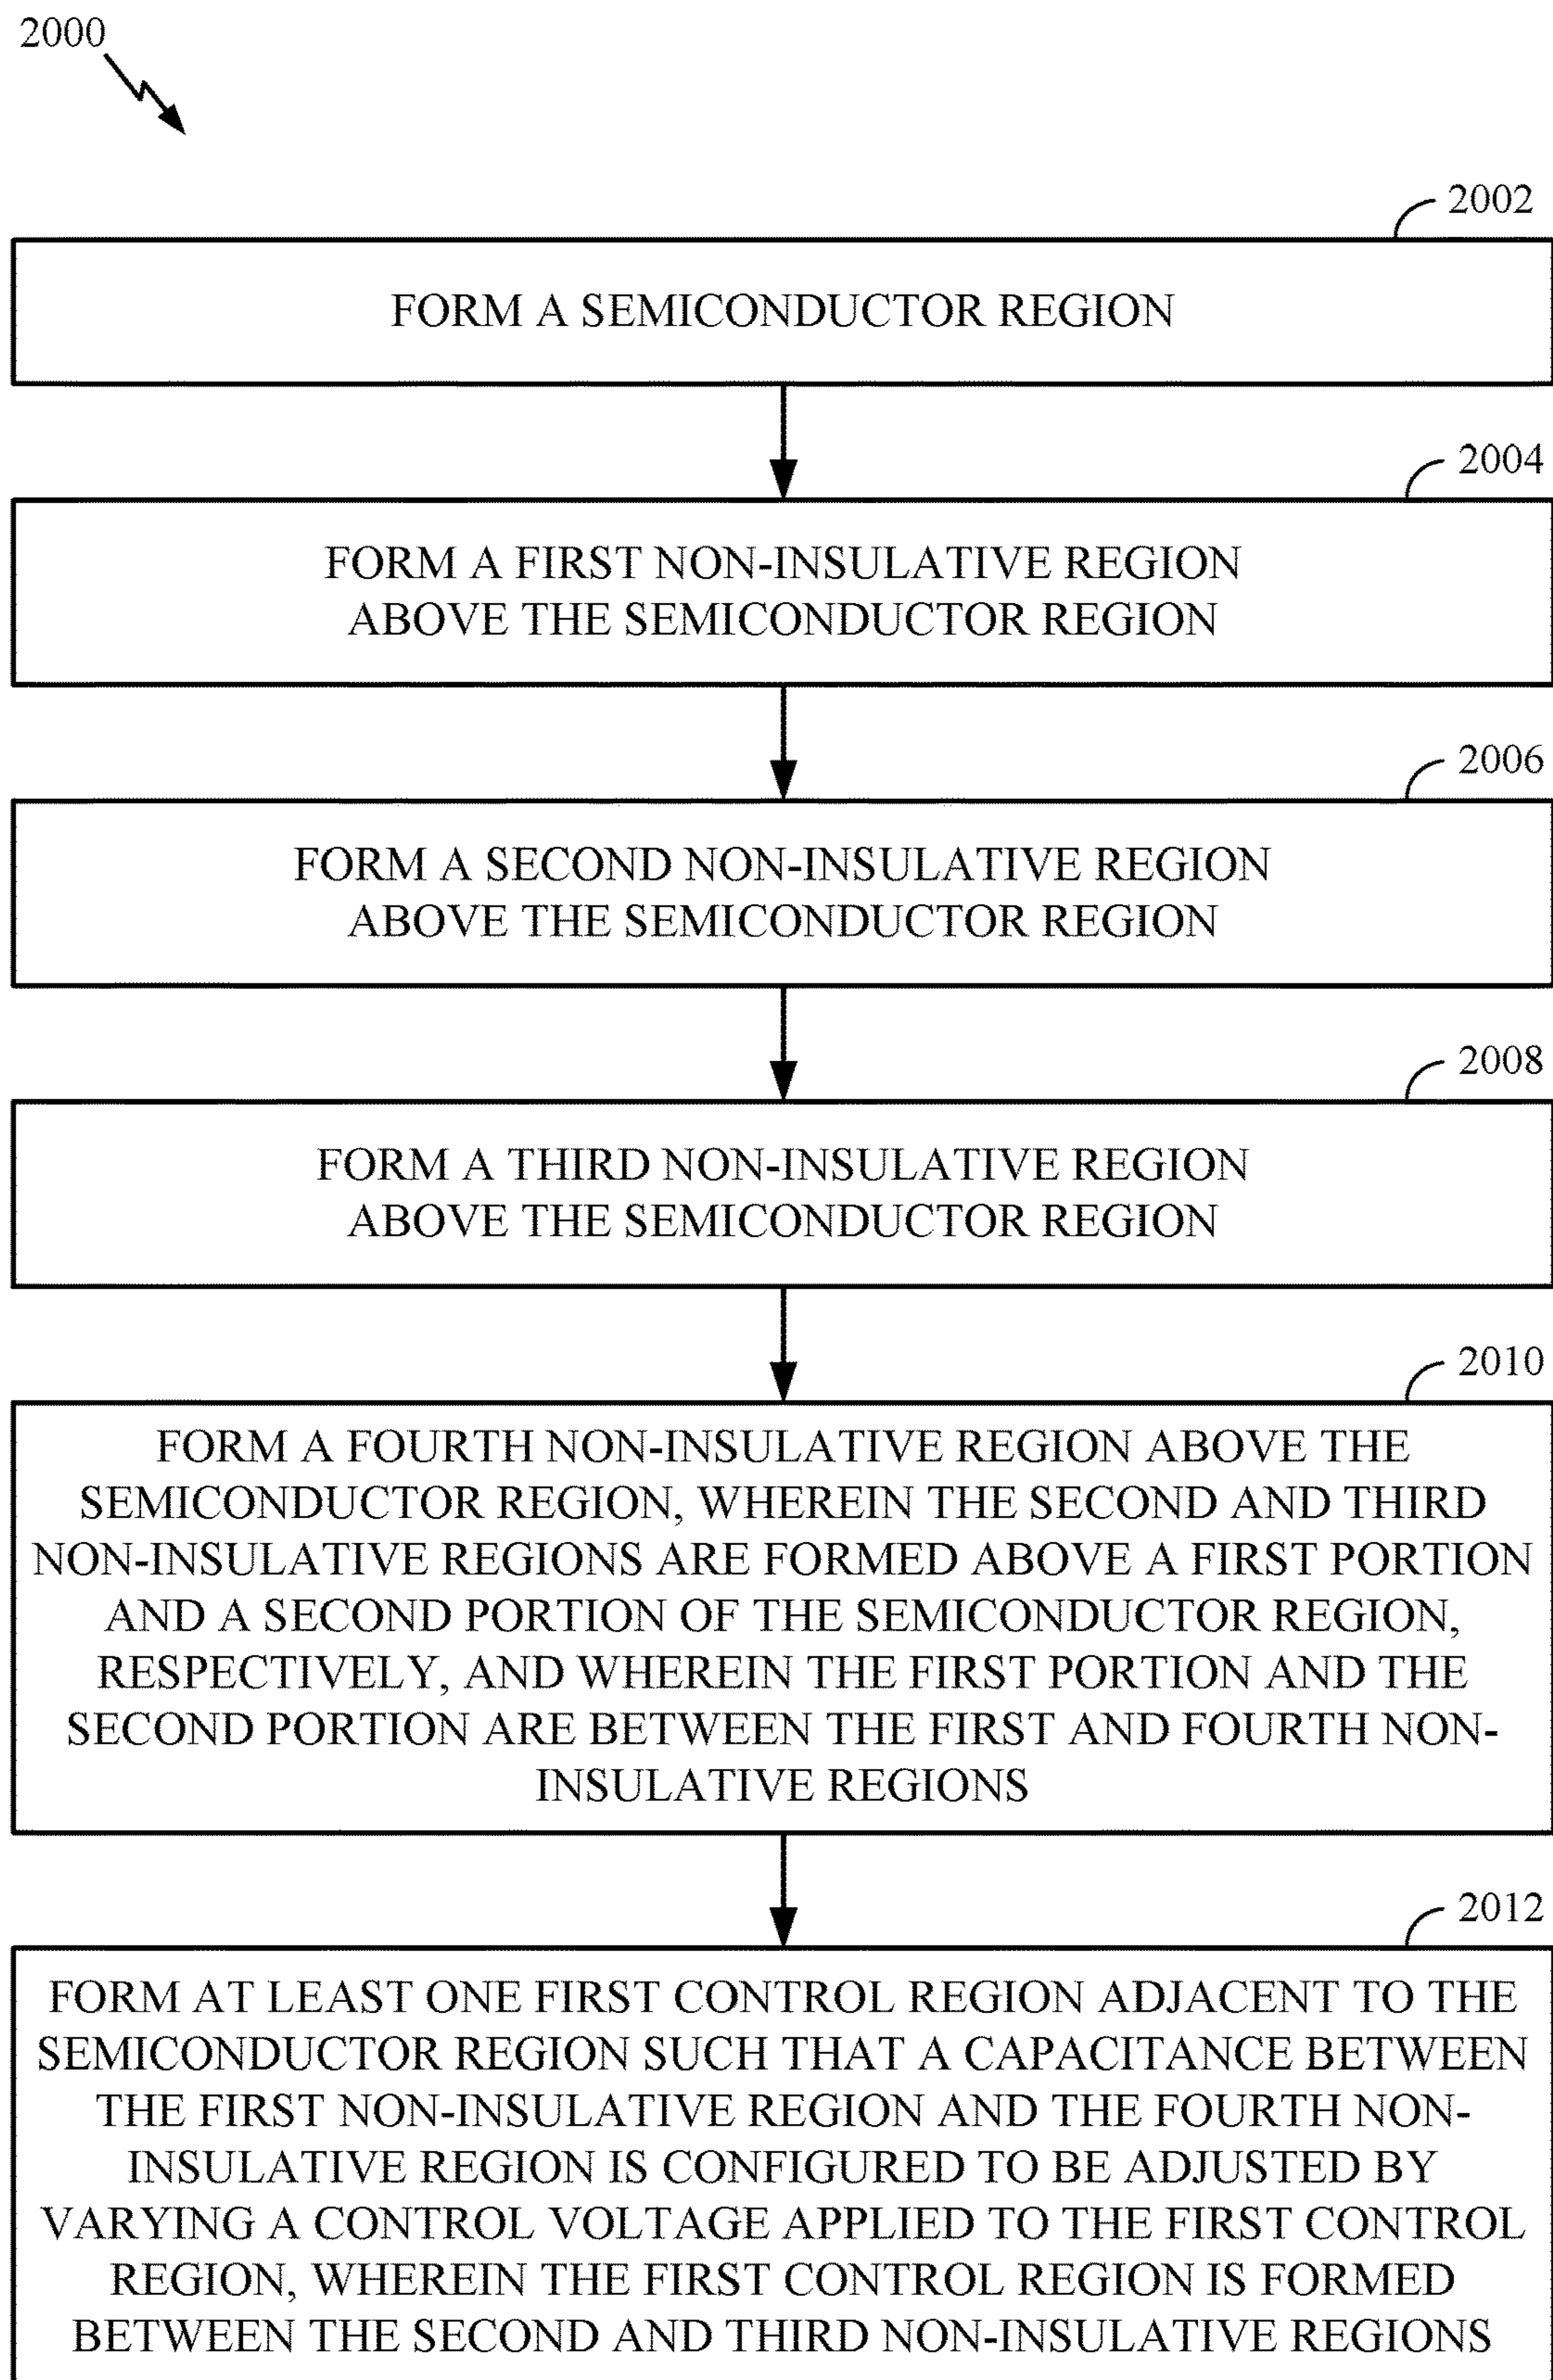 2000
2002
FORM A SEMICONDUCTOR REGION
2004
FORM A FIRST NON-INSULATIVE REGION
ABOVE THE SEMICONDUCTOR REGION
2006
FORM A SECOND NON-INSULATIVE REGION
ABOVE THE SEMICONDUCTOR REGION
2008
FORM A THIRD NON-INSULATIVE REGION
ABOVE THE SEMICONDUCTOR REGION
2010
FORM A FOURTH NON-INSULATIVE REGION ABOVE THE
SEMICONDUCTOR REGION, WHEREIN THE SECOND AND THIRD
NON-INSULATIVE REGIONS ARE FORMED ABOVE A FIRST PORTION
AND A SECOND PORTION OF THE SEMICONDUCTOR REGION,
RESPECTIVELY, AND WHEREIN THE FIRST PORTION AND THE
SECOND PORTION ARE BETWEEN THE FIRST AND FOURTH NON-
INSULATIVE REGIONS
2012
FORM AT LEAST ONE FIRST CONTROL REGION ADJACENT TO THE
SEMICONDUCTOR REGION SUCH THAT A CAPACITANCE BETWEEN
THE FIRST NON-INSULATIVE REGION AND THE FOURTH NON-
INSULATIVE REGION IS CONFIGURED TO BE ADJUSTED BY
VARYING A CONTROL VOLTAGE APPLIED TO THE FIRST CONTROL
REGION, WHEREIN THE FIRST CONTROL REGION IS FORMED
BETWEEN THE SECOND AND THIRD NON-INSULATIVE REGIONS